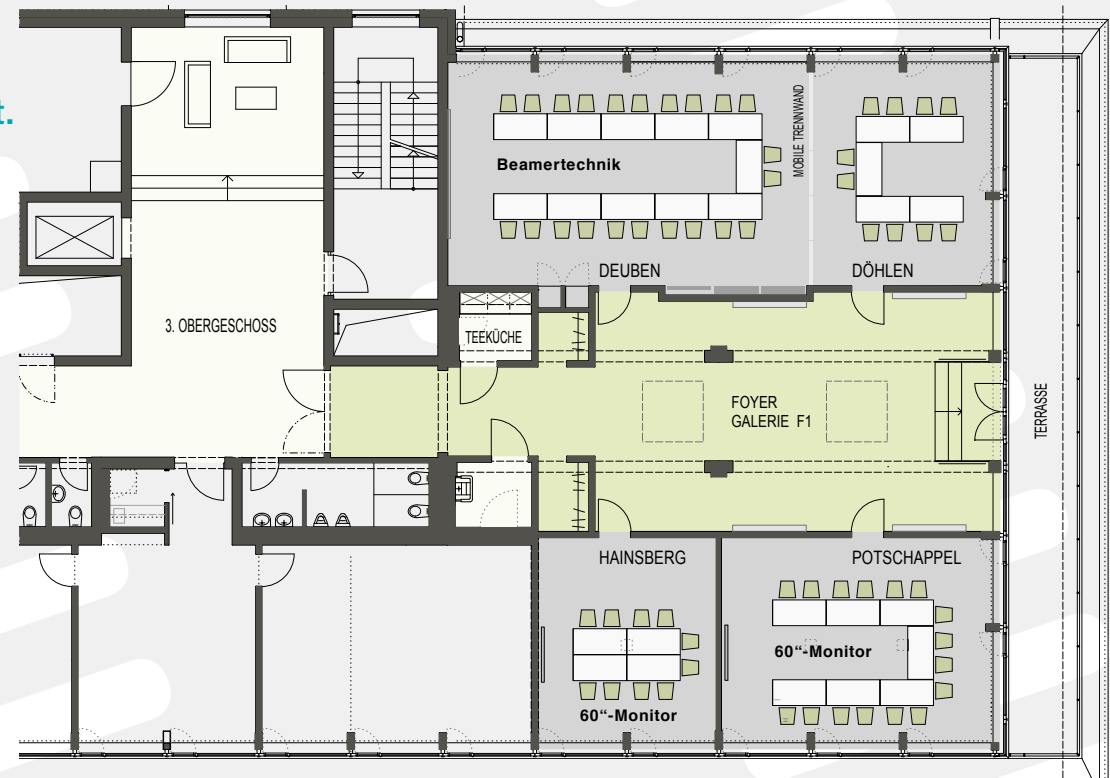 t.
Beamertechnik
MOBILE TRENNWAND
DEUBEN
DÖHLEN
3. OBERGESCHOSS
TEEKÜCHE
FOYER
GALERIE F1
TERRASSE
HAINSBERG
POTSCHAPPEL
60“-Monitor
60“-Monitor